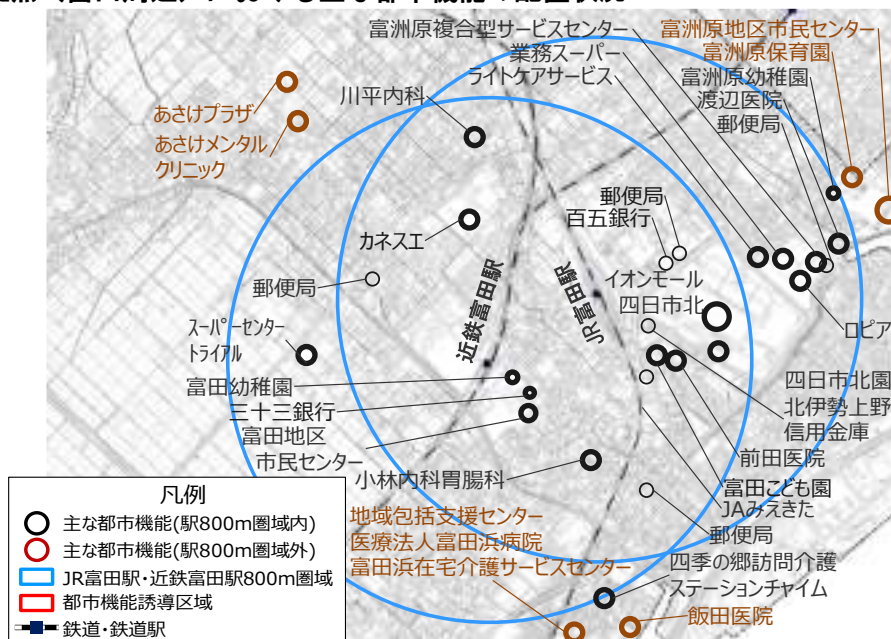 富洲原複合型サービスセンター
業務スーパー
ライトケアサービス
富洲原地区市民センター
富洲原保育園
富洲原幼稚園
渡辺医院
郵便局
川平内科
あさけプラザ
あさけメンタル
クリニック
郵便局
百五銀行
カネスエ
イオンモール
四日市北
近鉄富田駅
JR富田駅
郵便局
ロピア
スーパーセンター
トライアル
富田幼稚園
三十三銀行
富田地区
市民センター
四日市北園
北伊勢上野
信用金庫
前田医院
小林内科胃腸科
富田こども園
JAみえきた
郵便局
地域包括支援センター
医療法人富田浜病院
富田浜在宅介護サービスセンター
四季の郷訪問介護
ステーションチャイム
飯田医院
凡例
主な都市機能(駅800m圏域内)
主な都市機能(駅800m圏域外)
JR富田駅・近鉄富田駅800m圏域
都市機能誘導区域
鉄道・鉄道駅